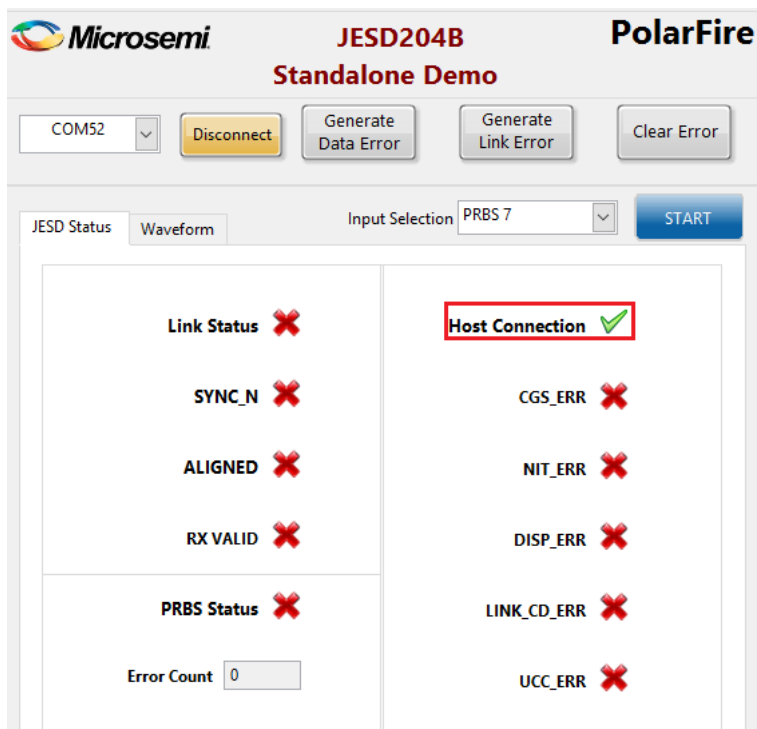 Microsemi.
JESD204B
PolarFire
Standalone Demo
COM52
Disconnect
Generate
Data Error
Generate
Link Error
Clear Error
JESD Status
Waveform
Input Selection
PRBS 7
START
Link Status
SYNC_N
ALIGNED
RX VALID
PRBS Status
Error Count
0
Host Connection
CGS_ERR
NIT_ERR
DISP_ERR
LINK_CD_ERR
UCC_ERR